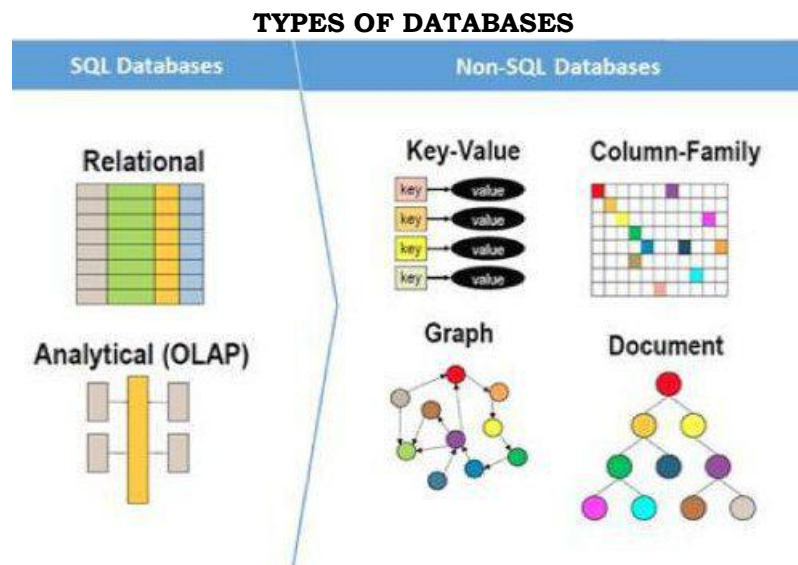 TYPES OF DATABASES
SQL Databases
Non-SQL Databases
Relational
Analytical (OLAP)
Key-Value
key value
key value
key value
key value
Column-Family
Graph
Document